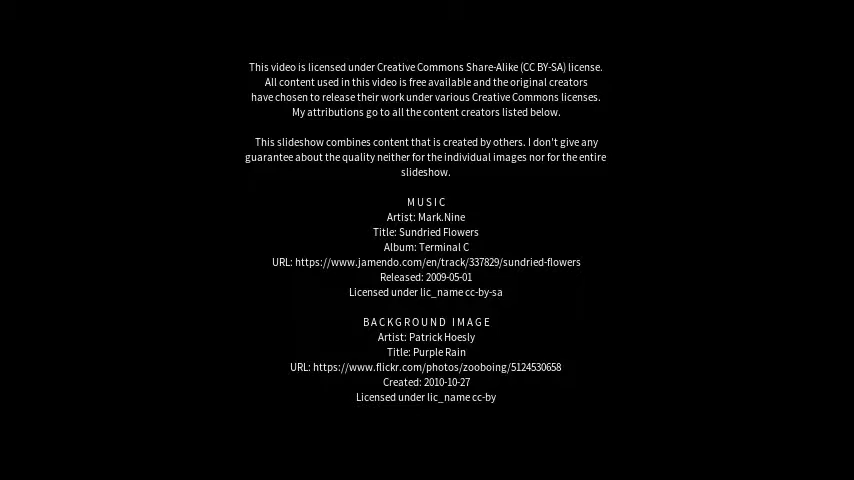 This video is licensed under Creative Commons Share-Alike (CC BY-SA) license.
All content used in this video is free available and the original creators
have chosen to release their work under various Creative Commons licenses.
My attributions go to all the content creators listed below.
This slideshow combines content that is created by others. I don't give any
guarantee about the quality neither for the individual images nor for the entire
slideshow.
MUSIC
Artist: Mark.Nine
Title: Sundried Flowers
Album: Terminal C
URL: https://www.jamendo.com/en/track/337829/sundried-flowers
Released: 2009-05-01
Licensed under lic_name cc-by-sa
BACKGROUND IMAGE
Artist: Patrick Hoesly
Title: Purple Rain
URL: https://www.flickr.com/photos/zooboing/5124530658
Created: 2010-10-27
Licensed under lic_name cc-by